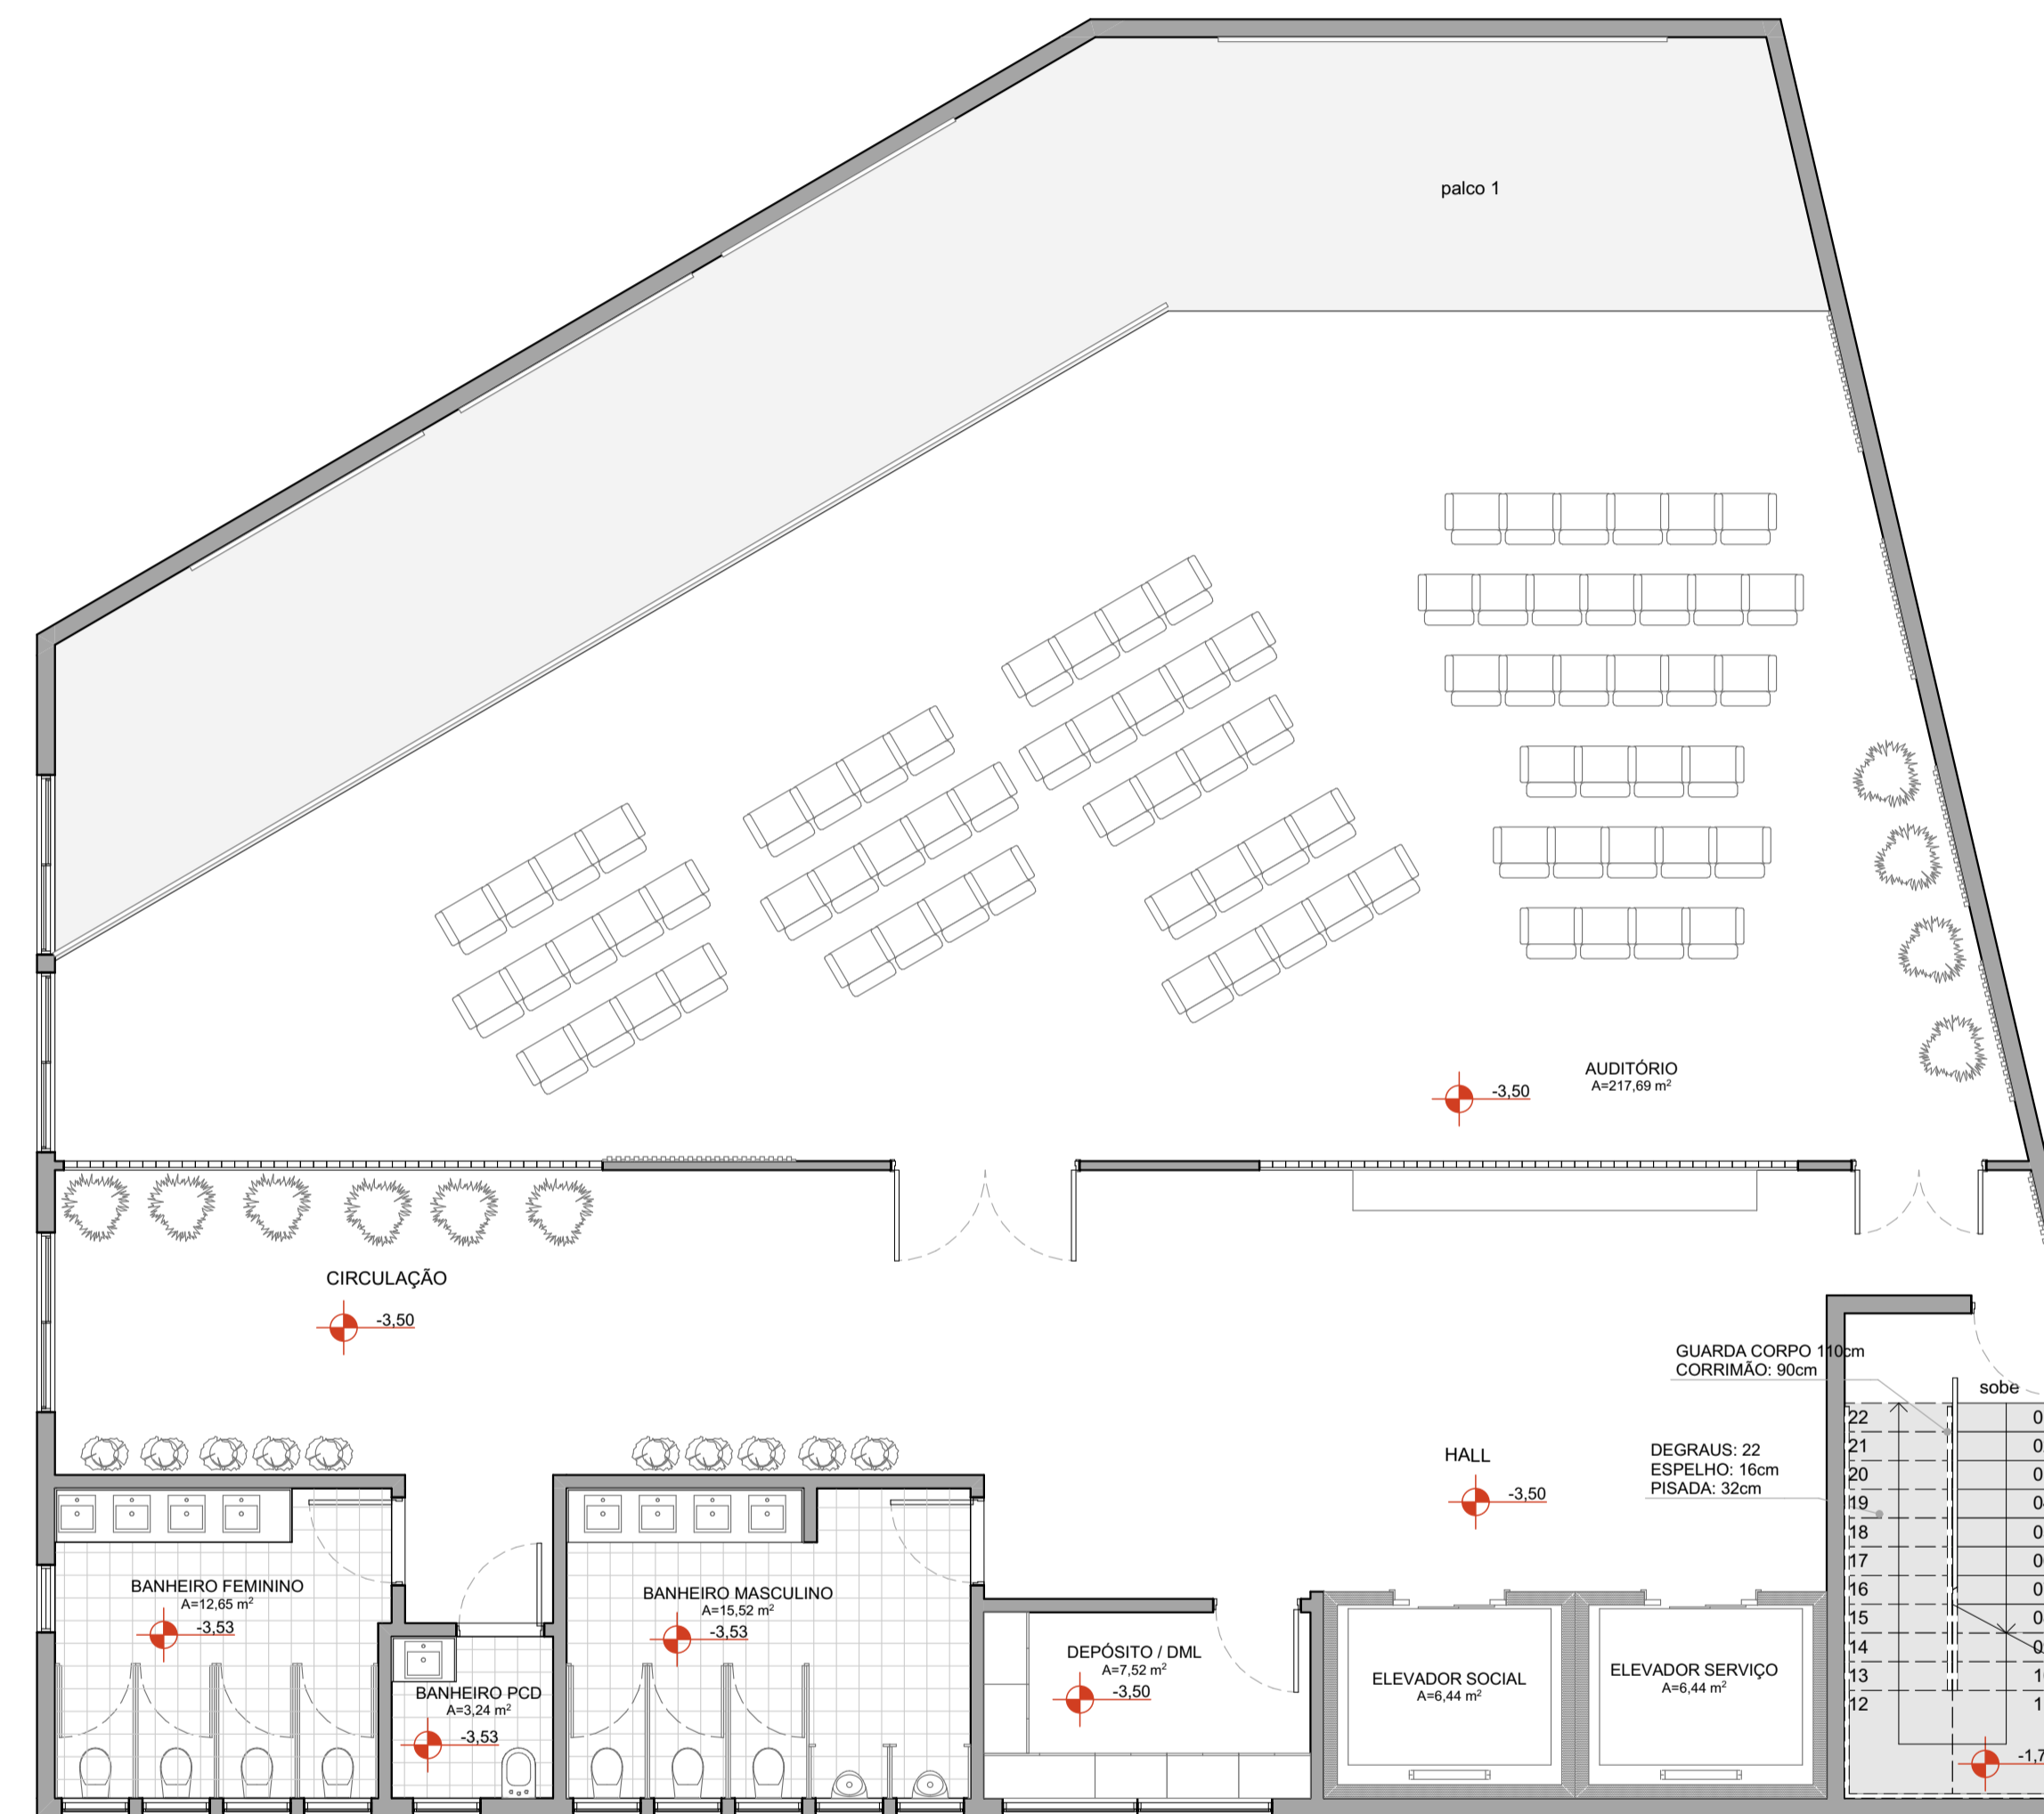 palco 1
AUDITÓRIO
A=217,69 m²
-3,50
CIRCULAÇÃO
-3,50
GUARDA CORPO 110cm
CORRIMÃO: 90cm
sobe
HALL
-3,50
DEGRAUS: 22
ESPELHO: 16cm
PISADA: 32cm
22
21
20
19
18
17
16
15
14
13
12
BANHEIRO FEMININO
A=12,65 m²
-3,53
BANHEIRO MASCULINO
A=15,52 m²
-3,53
BANHEIRO PCD
A=3,24 m²
-3,53
DEPÓSITO / DML
A=7,52 m²
-3,50
ELEVADOR SOCIAL
A=6,44 m²
ELEVADOR SERVIÇO
A=6,44 m²